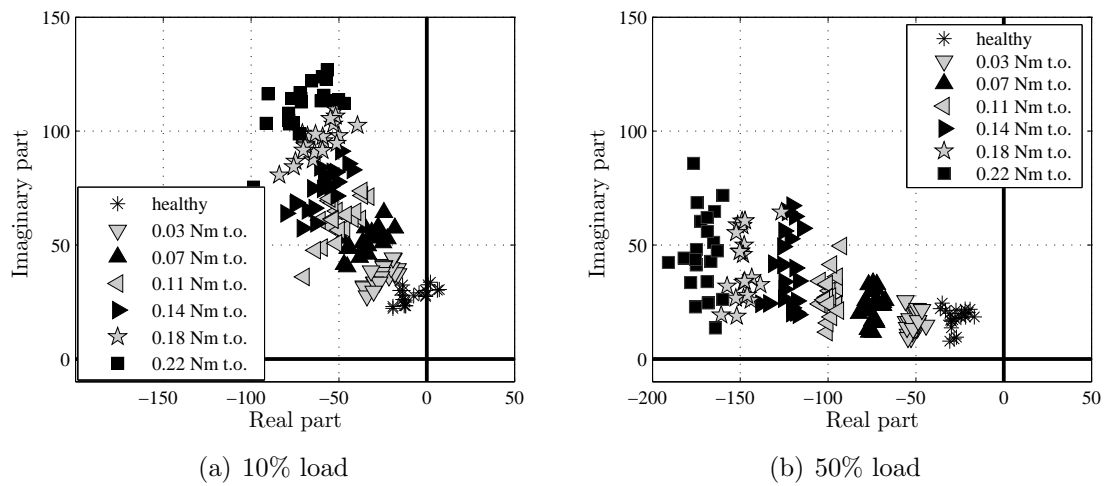 150
100
50
0
Imaginary part
healthy
0.03 Nm t.o.
0.07 Nm t.o.
0.11 Nm t.o.
0.14 Nm t.o.
0.18 Nm t.o.
0.22 Nm t.o.
−150 −100 −50 0 50
Real part
(a) 10% load
150
100
50
0
Imaginary part
healthy
0.03 Nm t.o.
0.07 Nm t.o.
0.11 Nm t.o.
0.14 Nm t.o.
0.18 Nm t.o.
0.22 Nm t.o.
−200 −150 −100 −50 0 50
Real part
(b) 50% load